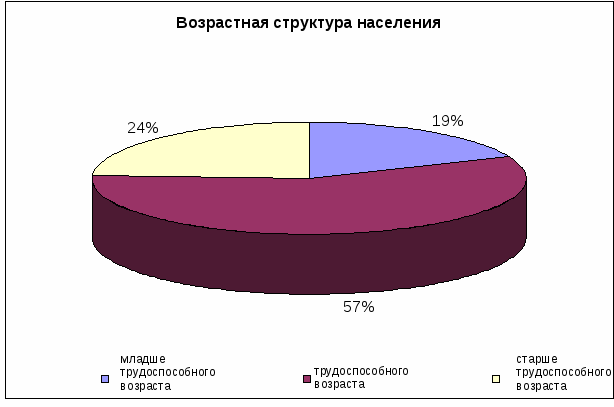 Возрастная структура населения
24%
19%
57%
младше
трудоспособного
возраста
трудоспособного
возраста
старше
трудоспособного
возраста